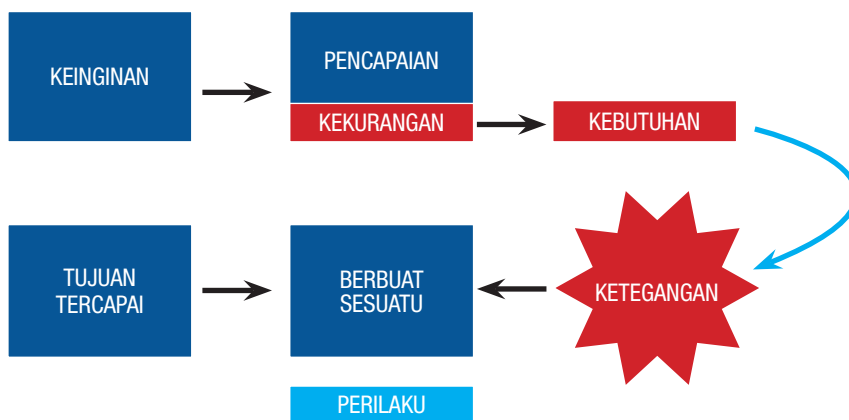 KEINGINAN
PENCAPAIAN
KEKURANGAN
KEBUTUHAN
TUJUAN
TERCAPAI
BERBUAT
SESUATU
KETEGANGAN
PERILAKU